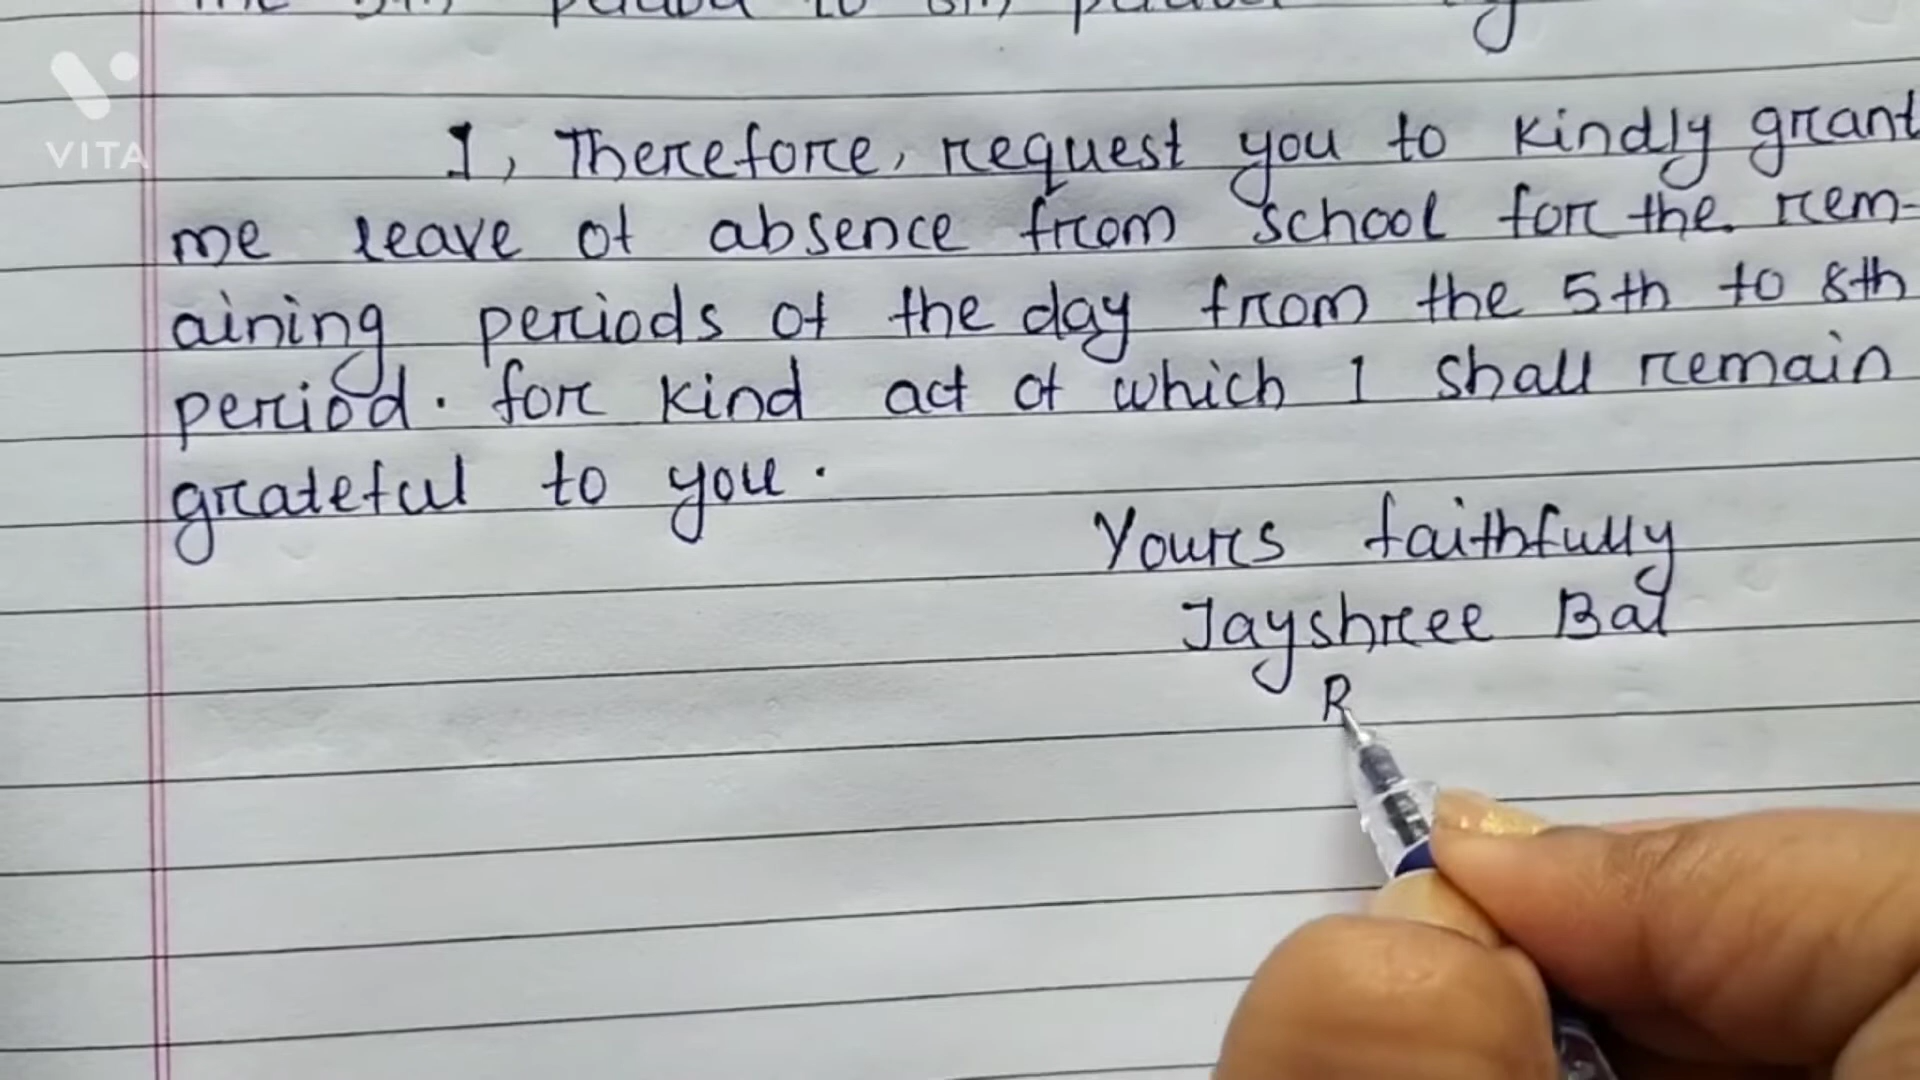 VITA
I, Therefore, request you to kindly grant
me leave of absence from school for the rem-
aining periods of the day from the 5th to 8th
period. for kind act of which I shall remain
grateful to you.
Yours faithfully
Jayshree Bal
R